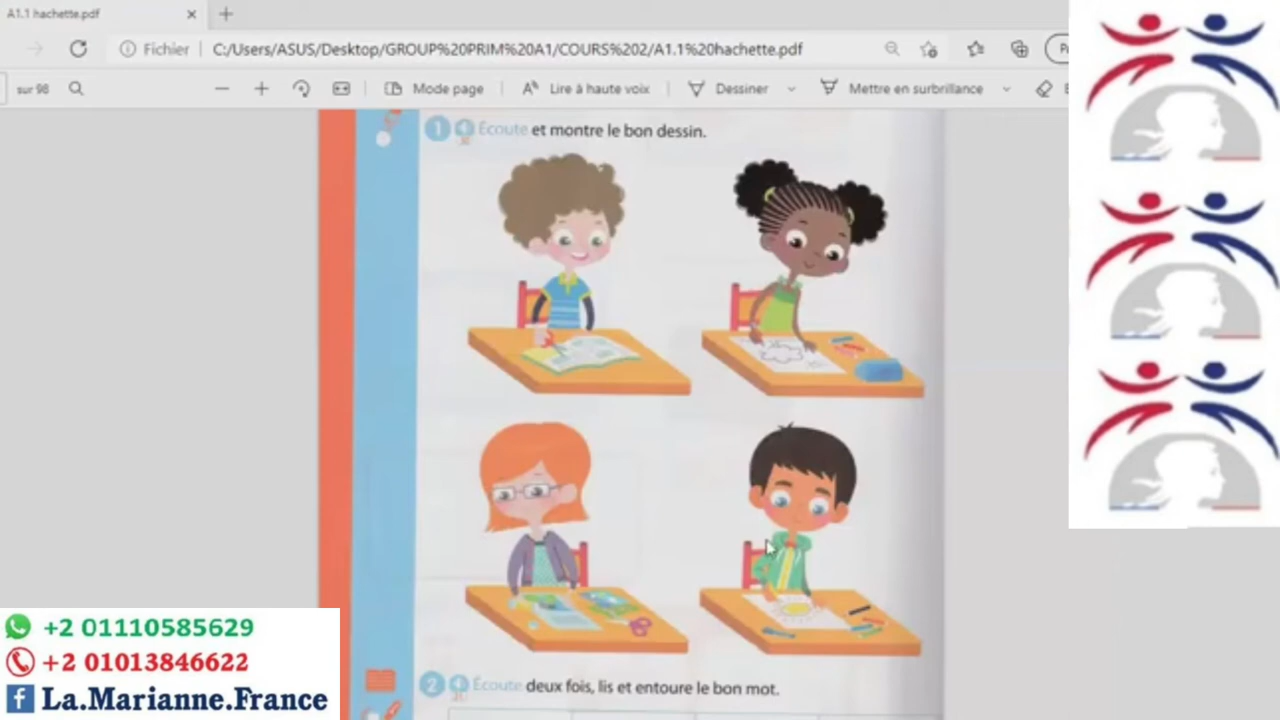 A1.1 hachette.pdf
Fichier
C:/Users/ASUS/Desktop/GROUP%20PRIM%20A1/COURS%202/A1.1%20hachette.pdf
sur 98
Mode page
Lire à haute voix
Dessiner
Mettre en surbrillance
1 Écoute et montre le bon dessin.
2 Écoute deux fois, lis et entoure le bon mot.
+2 01110585629
+2 01013846622
La.Marianne.France